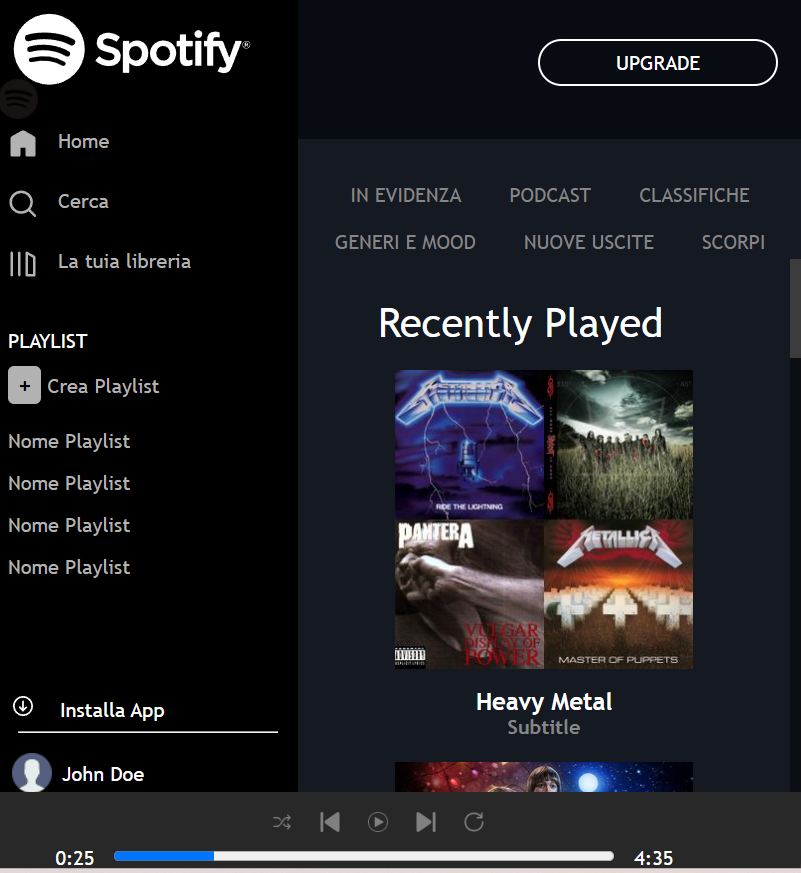 Spotify®
UPGRADE
Home
Cerca
La tuia libreria
PLAYLIST
+ Crea Playlist
Nome Playlist
Nome Playlist
Nome Playlist
Nome Playlist
Installa App
John Doe
IN EVIDENZA PODCAST CLASSIFICHE
GENERI E MOOD NUOVE USCITE SCORPI
Recently Played
METALLICA
RIDE THE LIGHTNING
PANTERA
VULGAR
DISPLAY OF
POWER
METALLICA
MASTER OF PUPPETS
Heavy Metal
Subtitle
0:25 4:35